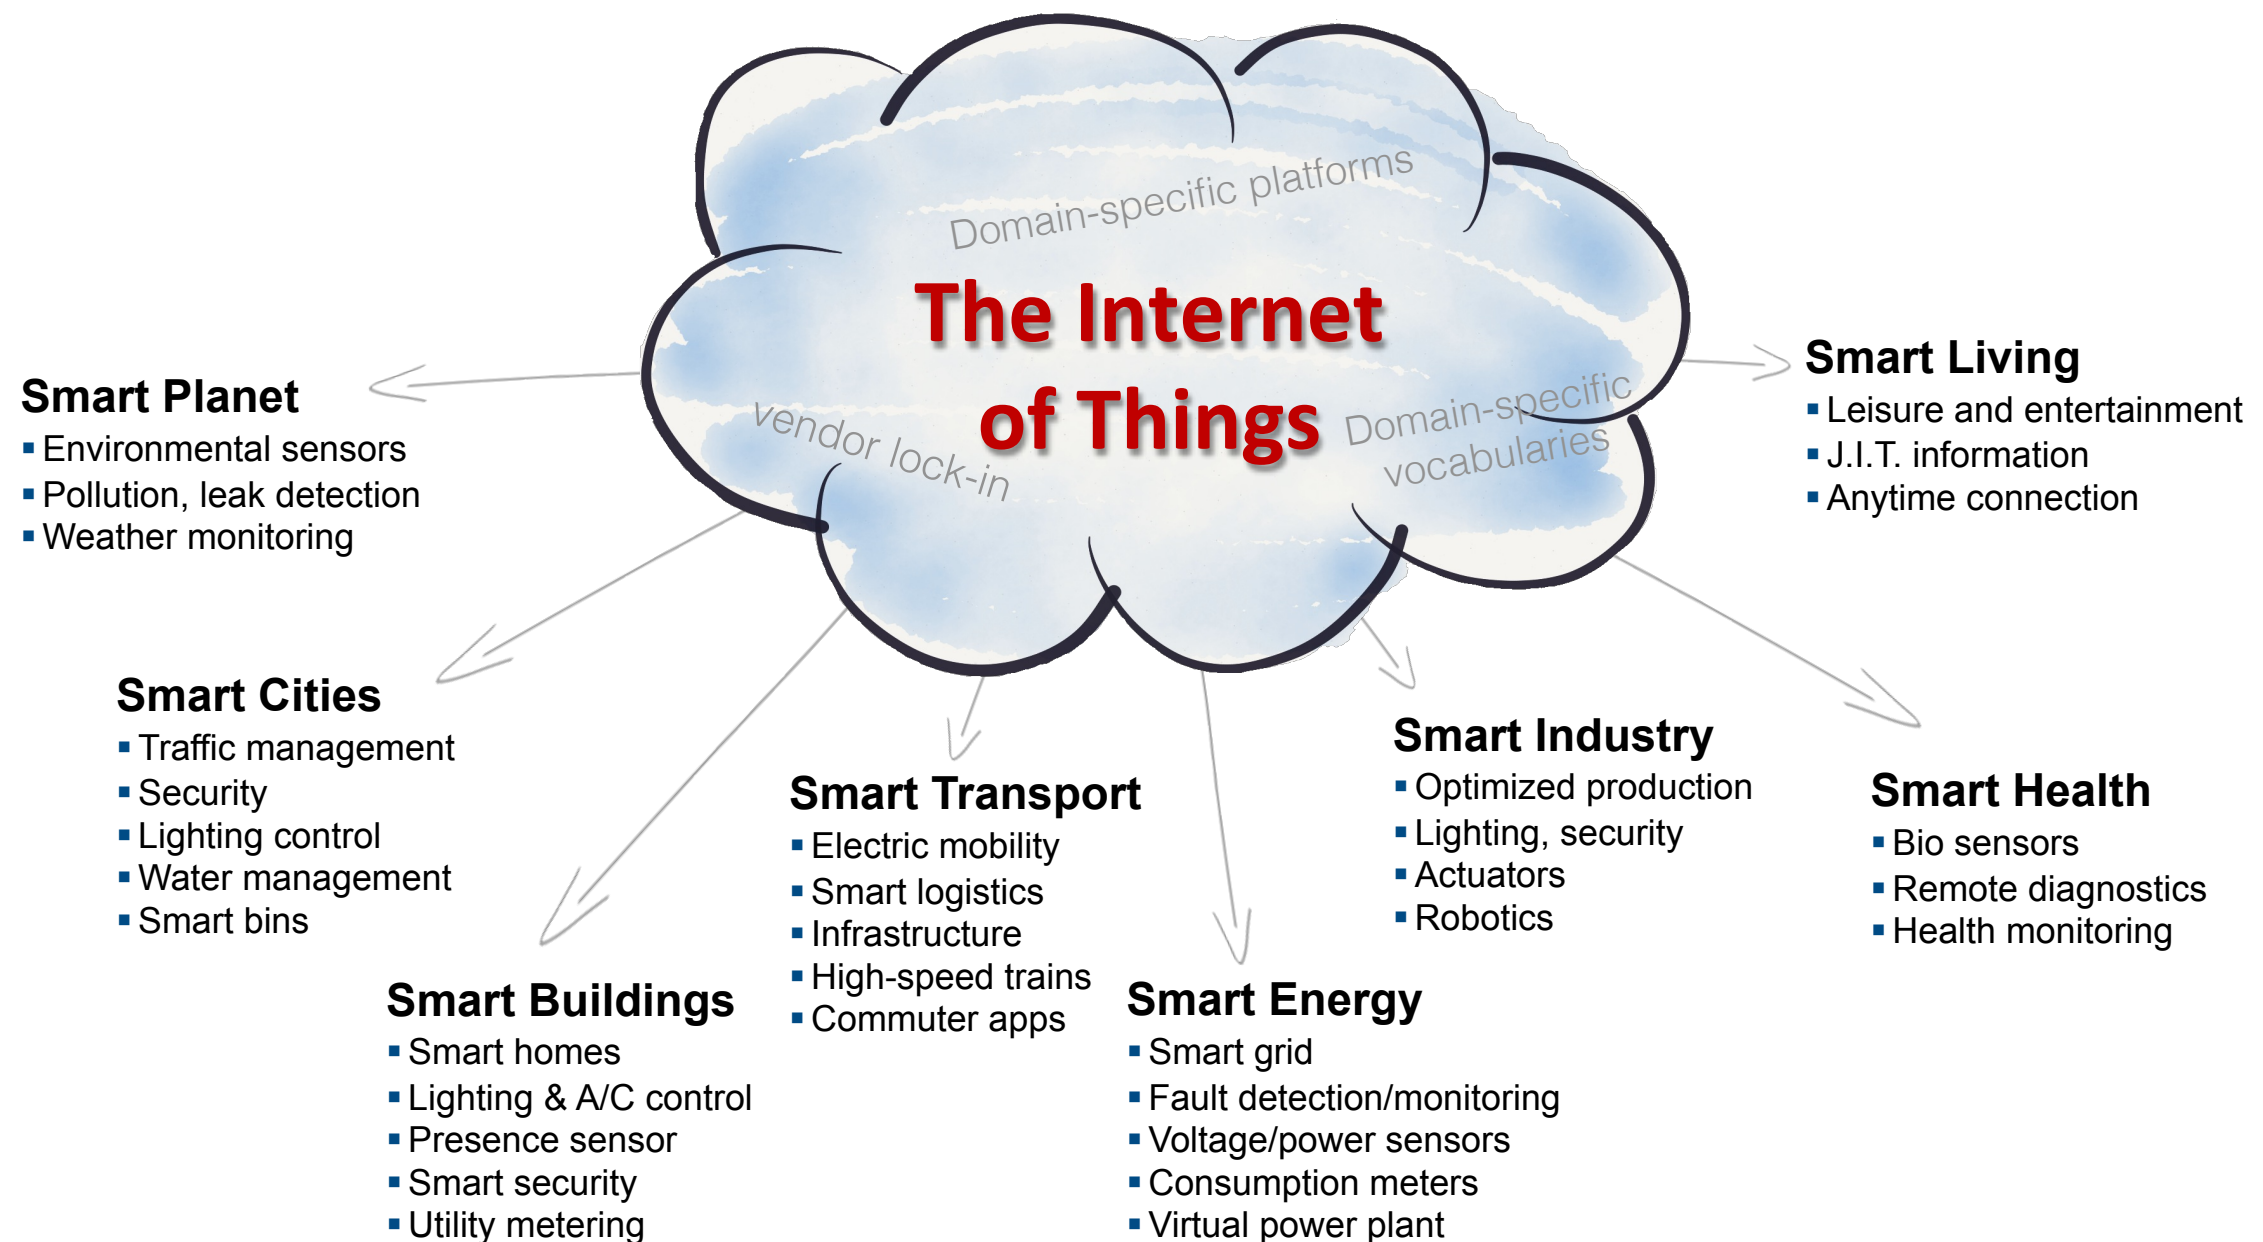 Domain-specific platforms
The Internet
of Things
vendor lock-in
Domain-specific
vocabularies
Smart Planet
▪ Environmental sensors
▪ Pollution, leak detection
▪ Weather monitoring
Smart Living
▪ Leisure and entertainment
▪ J.I.T. information
▪ Anytime connection
Smart Cities
▪ Traffic management
▪ Security
▪ Lighting control
▪ Water management
▪ Smart bins
Smart Buildings
▪ Smart homes
▪ Lighting & A/C control
▪ Presence sensor
▪ Smart security
▪ Utility metering
Smart Transport
▪ Electric mobility
▪ Smart logistics
▪ Infrastructure
▪ High-speed trains
▪ Commuter apps
Smart Energy
▪ Smart grid
▪ Fault detection/monitoring
▪ Voltage/power sensors
▪ Consumption meters
▪ Virtual power plant
Smart Industry
▪ Optimized production
▪ Lighting, security
▪ Actuators
▪ Robotics
Smart Health
▪ Bio sensors
▪ Remote diagnostics
▪ Health monitoring